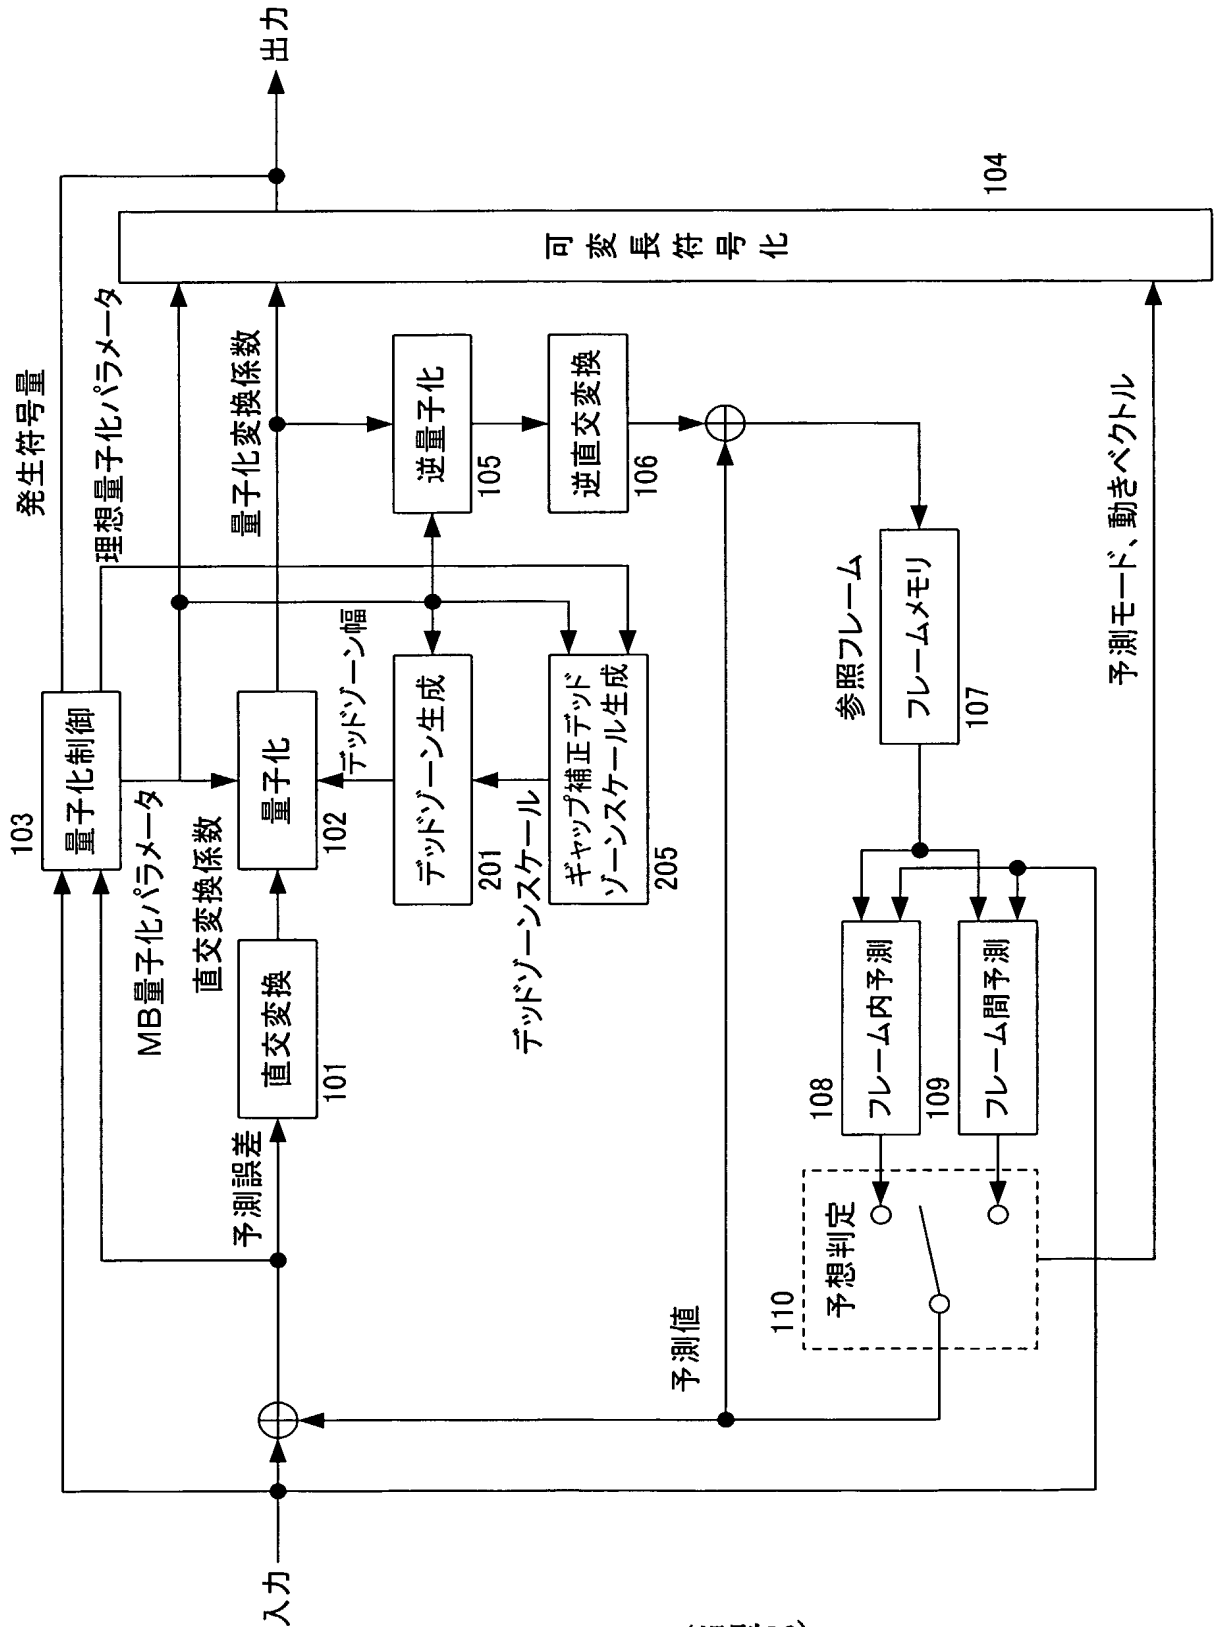 発生符号量
103
量子化制御
理想量子化パラメータ
MB量子化パラメータ
入力
予測誤差
直交変換
101
直交変換係数
量子化
102
量子化変換係数
出力
デッドゾーン幅
デッドゾーン生成
201
デッドゾーンスケール
ギャップ補正デッド
ゾーンスケール生成
205
逆量子化
105
逆直交変換
106
可変長符号化
104
予測値
参照フレーム
フレームメモリ
107
108
フレーム内予測
109
フレーム間予測
110
予想判定
予測モード、動きベクトル